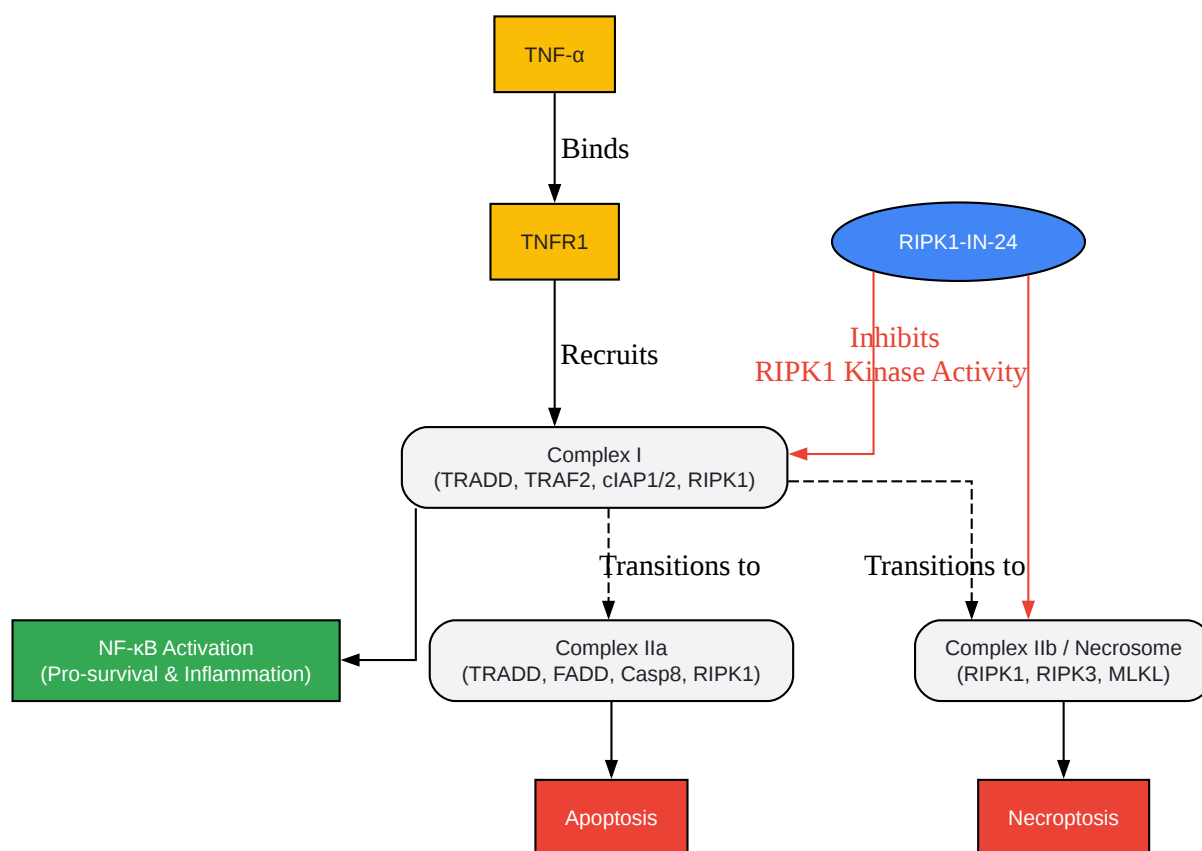 TNF-α
Binds
TNFR1
RIPK1-IN-24
Inhibits
RIPK1 Kinase Activity
Recruits
Complex I
(TRADD, TRAF2, cIAP1/2, RIPK1)
Transitions to
Transitions to
NF-κB Activation
(Pro-survival & Inflammation)
Complex IIa
(TRADD, FADD, Casp8, RIPK1)
Complex IIb / Necrosome
(RIPK1, RIPK3, MLKL)
Apoptosis
Necroptosis